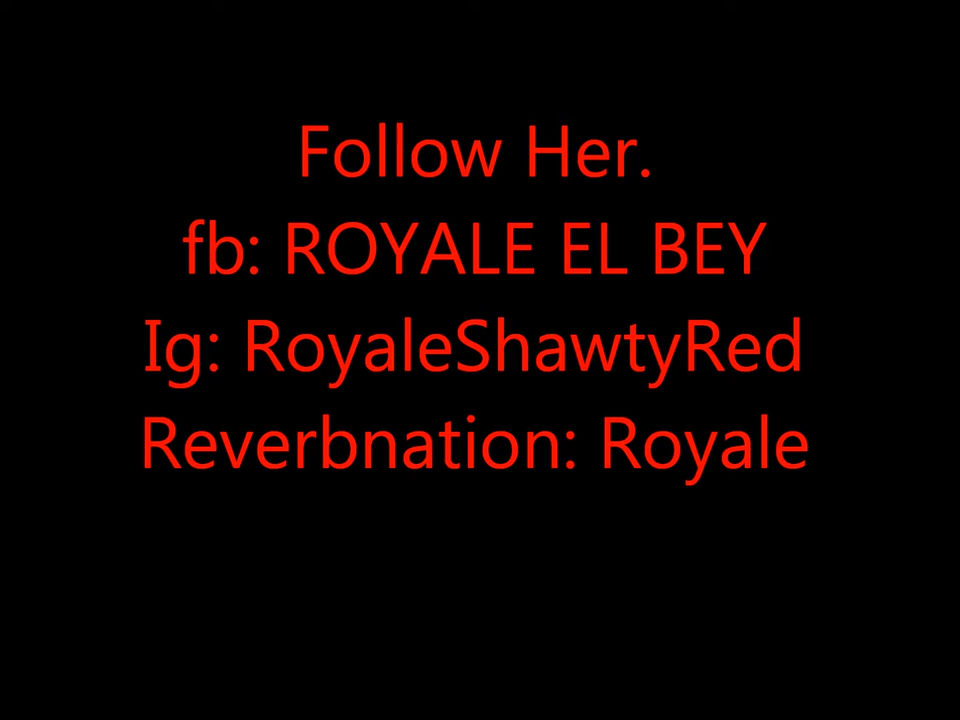 Follow Her.
fb: ROYALE EL BEY
Ig: RoyaleShawtyRed
Reverbnation: Royale